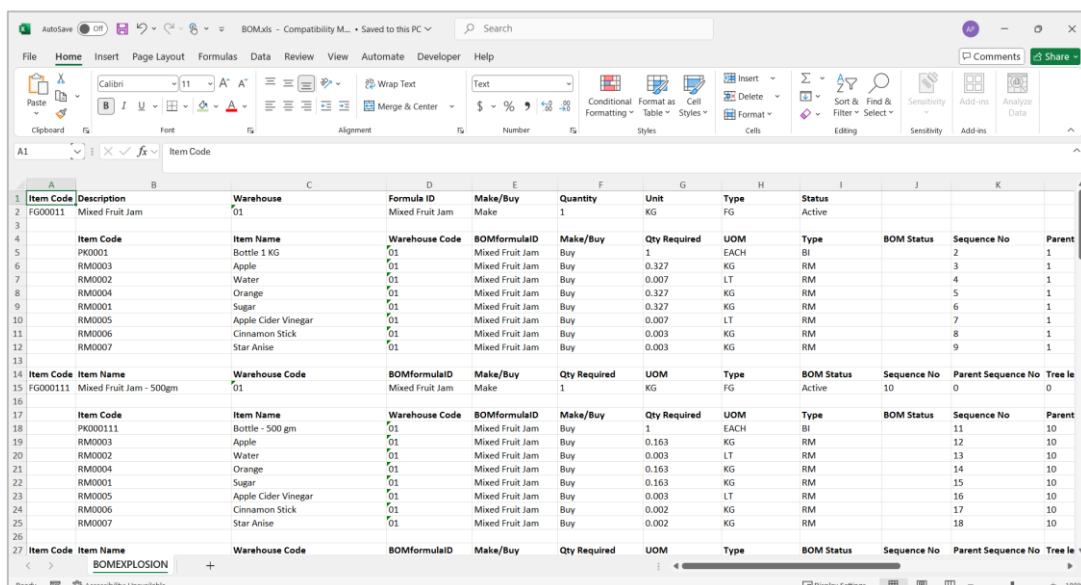 AutoSave Off BOM.xls - Compatibility M... • Saved to this PC Search AP
File Home Insert Page Layout Formulas Data Review View Automate Developer Help Comments Share
Paste Calibri 11 A A Wrap Text Text Conditional Formatting Format as Table Cell Styles Insert Delete Format Sort & Filter Find & Select Sensitivity Add-ins Analyze Data
B I U A Merge & Center $ % 9
Clipboard Font Alignment Number Styles Cells Editing Sensitivity Add-ins
A1 fx Item Code
A B C D E F G H I J K
1 Item Code Description Warehouse Formula ID Make/Buy Quantity Unit Type Status
2 FG00011 Mixed Fruit Jam 01 Mixed Fruit Jam Make 1 KG FG Active
3
4 Item Code Item Name Warehouse Code BOMformulaID Make/Buy Qty Required UOM Type BOM Status Sequence No Parent
5 PK0001 Bottle 1 KG 01 Mixed Fruit Jam Buy 1 EACH BI 2 1
6 RM0003 Apple 01 Mixed Fruit Jam Buy 0.327 KG RM 3 1
7 RM0002 Water 01 Mixed Fruit Jam Buy 0.007 LT RM 4 1
8 RM0004 Orange 01 Mixed Fruit Jam Buy 0.327 KG RM 5 1
9 RM0001 Sugar 01 Mixed Fruit Jam Buy 0.327 KG RM 6 1
10 RM0005 Apple Cider Vinegar 01 Mixed Fruit Jam Buy 0.007 LT RM 7 1
11 RM0006 Cinnamon Stick 01 Mixed Fruit Jam Buy 0.003 KG RM 8 1
12 RM0007 Star Anise 01 Mixed Fruit Jam Buy 0.003 KG RM 9 1
13
14 Item Code Item Name Warehouse Code BOMformulaID Make/Buy Qty Required UOM Type BOM Status Sequence No Parent Sequence No Tree le
15 FG000111 Mixed Fruit Jam - 500gm 01 Mixed Fruit Jam Make 1 KG FG Active 10 0 0
16
17 Item Code Item Name Warehouse Code BOMformulaID Make/Buy Qty Required UOM Type BOM Status Sequence No Parent
18 PK000111 Bottle - 500 gm 01 Mixed Fruit Jam Buy 1 EACH BI 11 10
19 RM0003 Apple 01 Mixed Fruit Jam Buy 0.163 KG RM 12 10
20 RM0002 Water 01 Mixed Fruit Jam Buy 0.003 LT RM 13 10
21 RM0004 Orange 01 Mixed Fruit Jam Buy 0.163 KG RM 14 10
22 RM0001 Sugar 01 Mixed Fruit Jam Buy 0.163 KG RM 15 10
23 RM0005 Apple Cider Vinegar 01 Mixed Fruit Jam Buy 0.003 LT RM 16 10
24 RM0006 Cinnamon Stick 01 Mixed Fruit Jam Buy 0.002 KG RM 17 10
25 RM0007 Star Anise 01 Mixed Fruit Jam Buy 0.002 KG RM 18 10
26
27 Item Code Item Name Warehouse Code BOMformulaID Make/Buy Qty Required UOM Type BOM Status Sequence No Parent Sequence No Tree le
BOMEXPLOSION